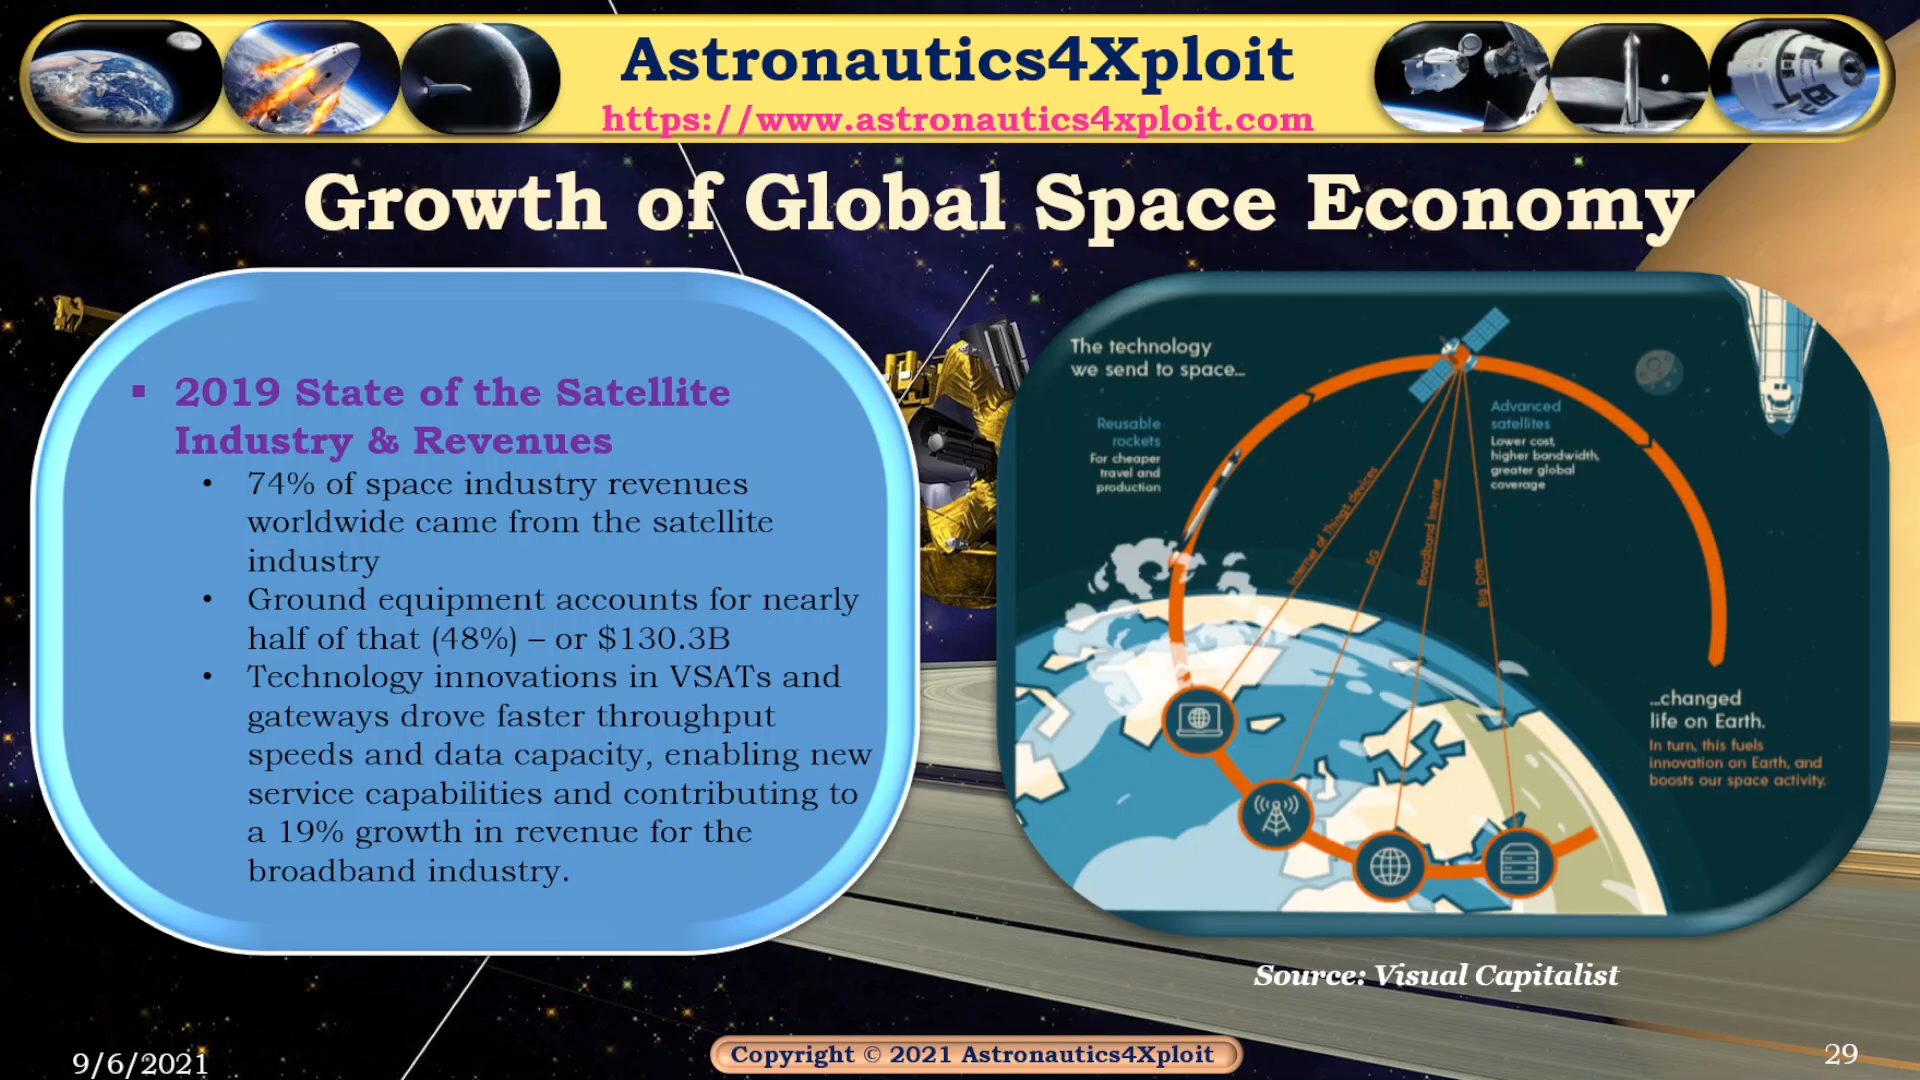 Astronautics4Xploit
https://www.astronautics4xploit.com
Growth of Global Space Economy
▪ 2019 State of the Satellite
Industry & Revenues
• 74% of space industry revenues
worldwide came from the satellite
industry
• Ground equipment accounts for nearly
half of that (48%) – or $130.3B
• Technology innovations in VSATs and
gateways drove faster throughput
speeds and data capacity, enabling new
service capabilities and contributing to
a 19% growth in revenue for the
broadband industry.
The technology
we send to space...
Reusable
rockets
For cheaper
travel and
production
Advanced
satellites
Lower cost,
higher bandwidth,
greater global
coverage
Internet of Things devices
5G
Broadband Internet
Big Data
...changed
life on Earth.
In turn, this fuels
innovation on Earth, and
boosts our space activity.
Source: Visual Capitalist
9/6/2021
Copyright © 2021 Astronautics4Xploit
29